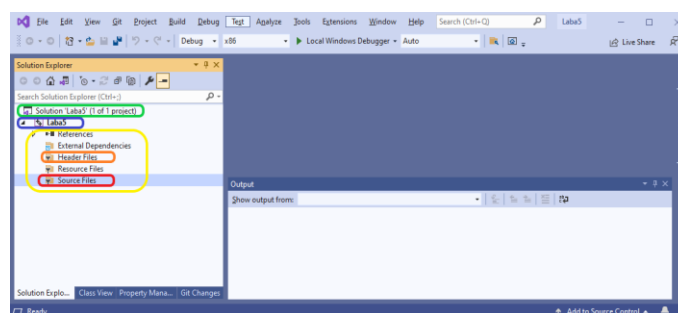 File Edit View Git Project Build Debug Test Analyze Tools Extensions Window Help Search (Ctrl+Q) Laba5
Debug x86 Local Windows Debugger Auto Live Share
Solution Explorer
Search Solution Explorer (Ctrl+;)
Solution 'Laba5' (1 of 1 project)
Laba5
References
External Dependencies
Header Files
Resource Files
Source Files
Output
Show output from:
Solution Explo... Class View Property Mana... Git Changes
Ready Add to Source Control